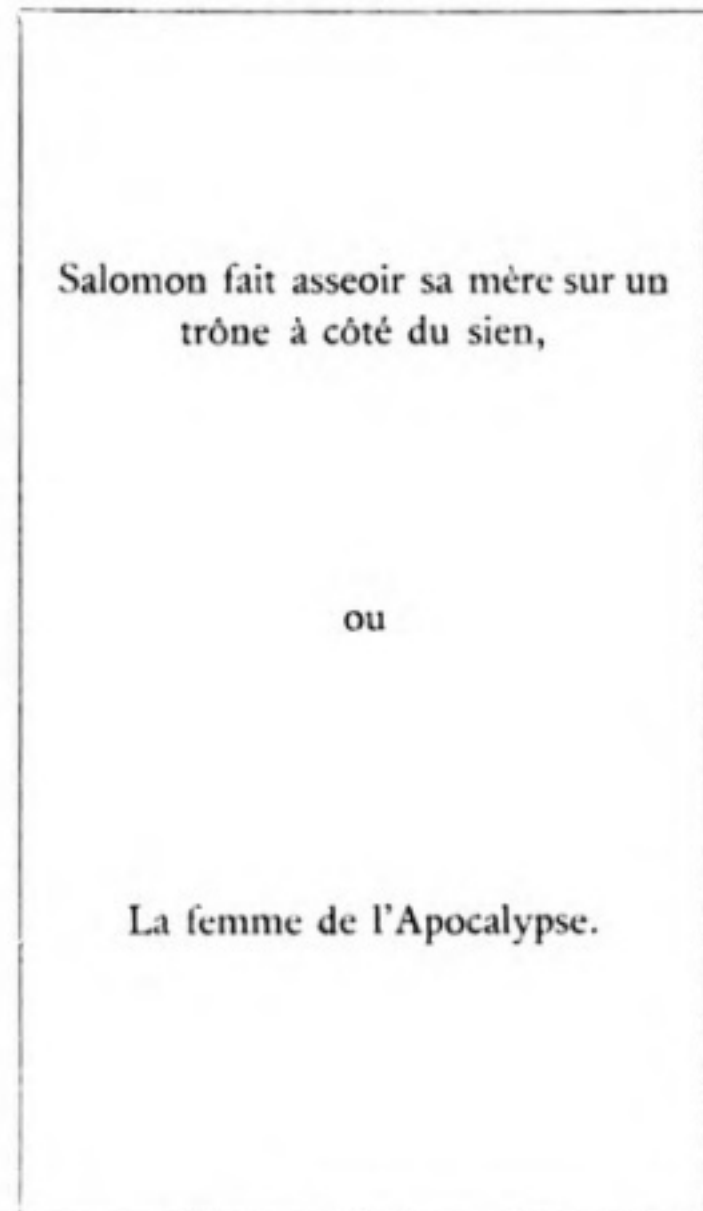 Salomon fait asseoir sa mère sur un
trône à côté du sien,
ou
La femme de l'Apocalypse.